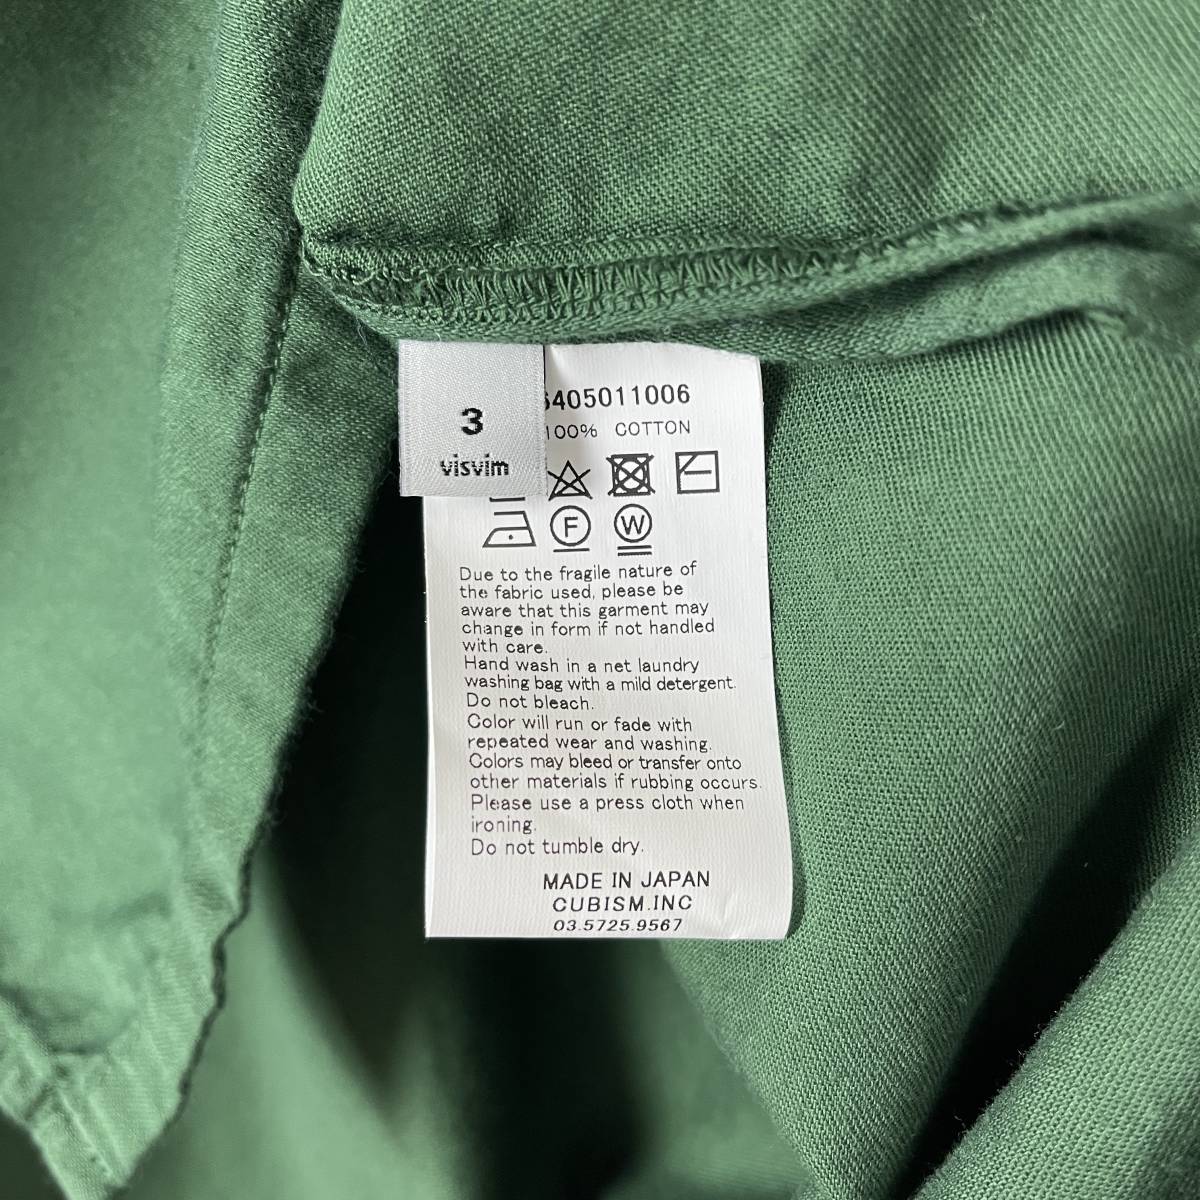 3
visvim
6405011006
100% COTTON
F
W
Due to the fragile nature of
the fabric used, please be
aware that this garment may
change in form if not handled
with care.
Hand wash in a net laundry
washing bag with a mild detergent.
Do not bleach.
Color will run or fade with
repeated wear and washing.
Colors may bleed or transfer onto
other materials if rubbing occurs.
Please use a press cloth when
ironing.
Do not tumble dry.
MADE IN JAPAN
CUBISM.INC
03.5725.9567